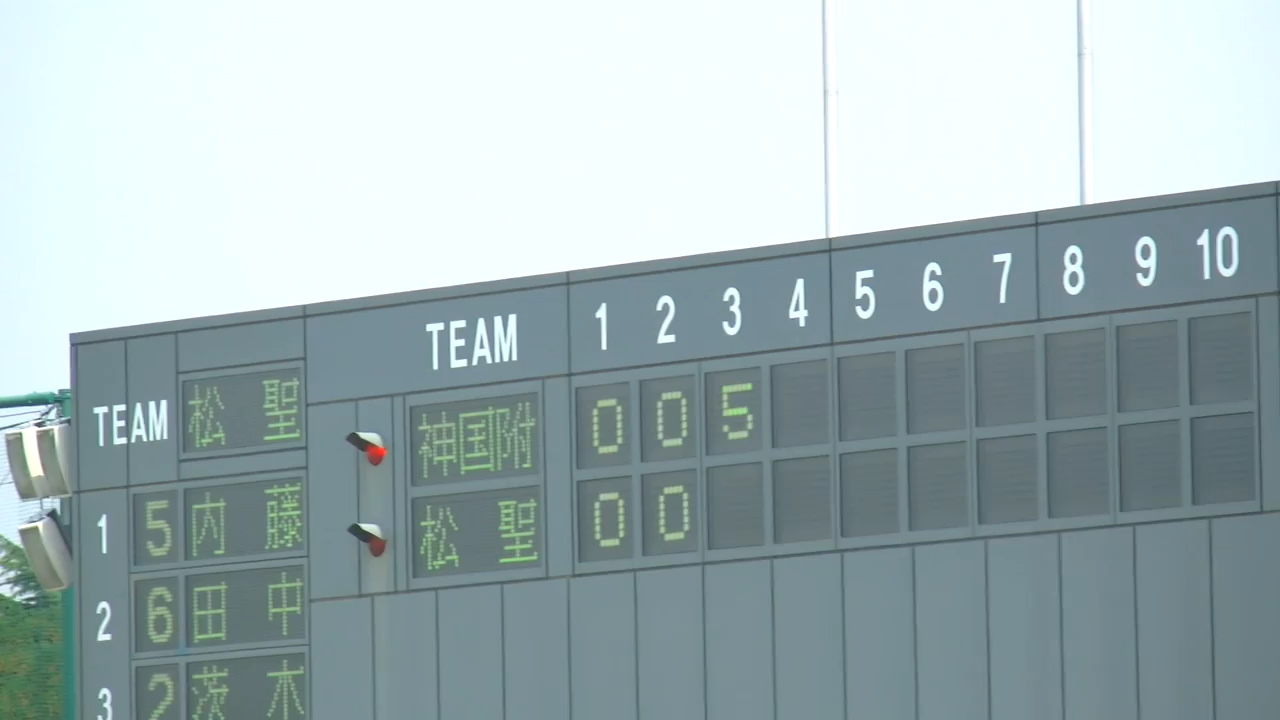 TEAM 1 2 3 4 5 6 7 8 9 10
神国附 0 0 5
松聖 0 0
TEAM 松聖
1 5 内藤
2 6 田中
3 2 茨木